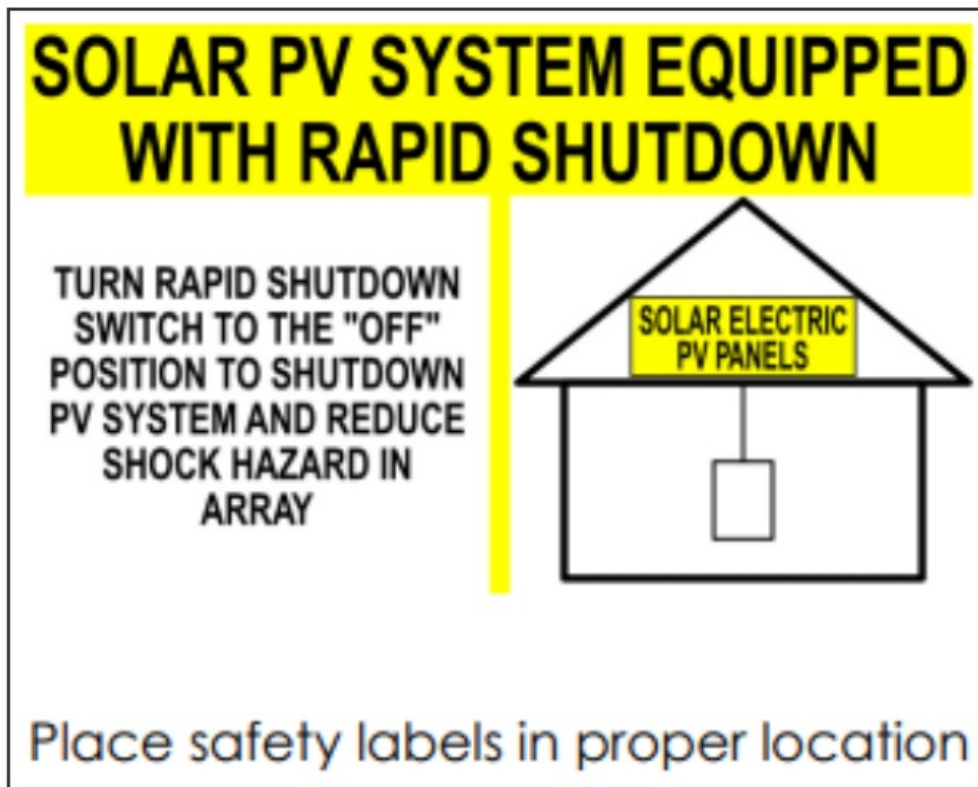 SOLAR PV SYSTEM EQUIPPED
WITH RAPID SHUTDOWN
TURN RAPID SHUTDOWN
SWITCH TO THE "OFF"
POSITION TO SHUTDOWN
PV SYSTEM AND REDUCE
SHOCK HAZARD IN
ARRAY
SOLAR ELECTRIC
PV PANELS
Place safety labels in proper location